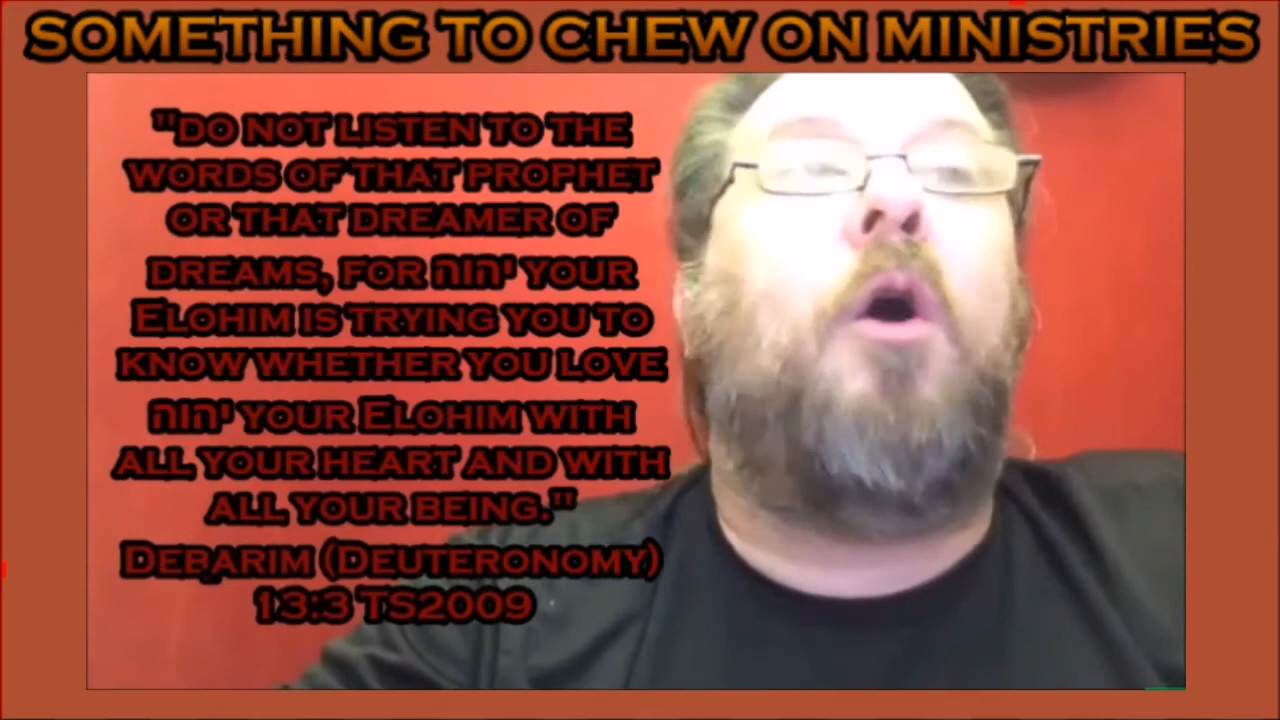 SOMETHING TO CHEW ON MINISTRIES
"DO NOT LISTEN TO THE
WORDS OF THAT PROPHET
OR THAT DREAMER OF
DREAMS, FOR יהוה YOUR
ELOHIM IS TRYING YOU TO
KNOW WHETHER YOU LOVE
יהוה YOUR ELOHIM WITH
ALL YOUR HEART AND WITH
ALL YOUR BEING."
DEBARIM (DEUTERONOMY)
13:3 TS2009